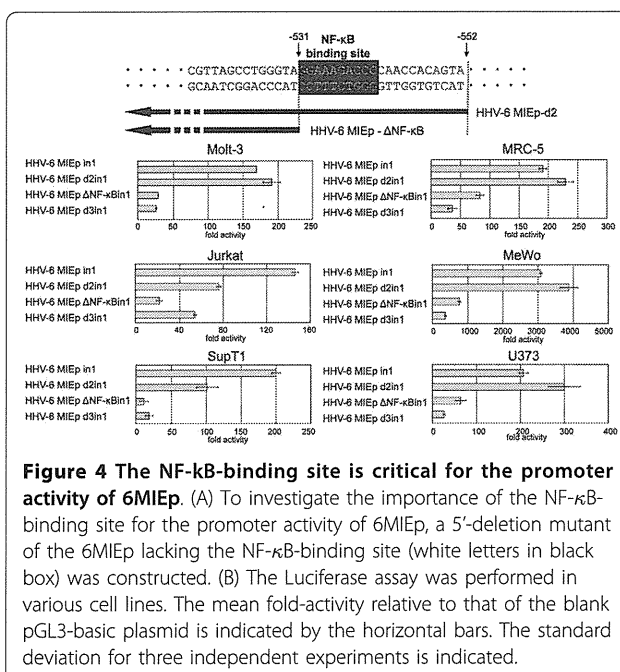 -531 NF-κB binding site -552
· · · · · · CGTTAGCCTGGGTA CAACCACAGTA · · · · ·
· · · · · · GCAATCGGACCCAT GTTGGTGTCAT · · · · ·
HHV-6 MIEp-d2
HHV-6 MIEp - ΔNF-κB
Molt-3
HHV-6 MIEp in1
HHV-6 MIEp d2in1
HHV-6 MIEp ΔNF-κBin1
HHV-6 MIEp d3in1
0 50 100 150 200 250
fold activity
MRC-5
HHV-6 MIEp in1
HHV-6 MIEp d2in1
HHV-6 MIEp ΔNF-κBin1
HHV-6 MIEp d3in1
0 50 100 150 200 250 300
fold activity
Jurkat
HHV-6 MIEp in1
HHV-6 MIEp d2in1
HHV-6 MIEp ΔNF-κBin1
HHV-6 MIEp d3in1
0 40 80 120 160
fold activity
MeWo
HHV-6 MIEp in1
HHV-6 MIEp d2in1
HHV-6 MIEp ΔNF-κBin1
HHV-6 MIEp d3in1
0 1000 2000 3000 4000 5000
fold activity
SupT1
HHV-6 MIEp in1
HHV-6 MIEp d2in1
HHV-6 MIEp ΔNF-κBin1
HHV-6 MIEp d3in1
0 50 100 150 200 250
fold activity
U373
HHV-6 MIEp in1
HHV-6 MIEp d2in1
HHV-6 MIEp ΔNF-κBin1
HHV-6 MIEp d3in1
0 100 200 300 400
fold activity
Figure 4 The NF-kB-binding site is critical for the promoter
activity of 6MIEp. (A) To investigate the importance of the NF-κB-
binding site for the promoter activity of 6MIEp, a 5'-deletion mutant
of the 6MIEp lacking the NF-κB-binding site (white letters in black
box) was constructed. (B) The Luciferase assay was performed in
various cell lines. The mean fold-activity relative to that of the blank
pGL3-basic plasmid is indicated by the horizontal bars. The standard
deviation for three independent experiments is indicated.